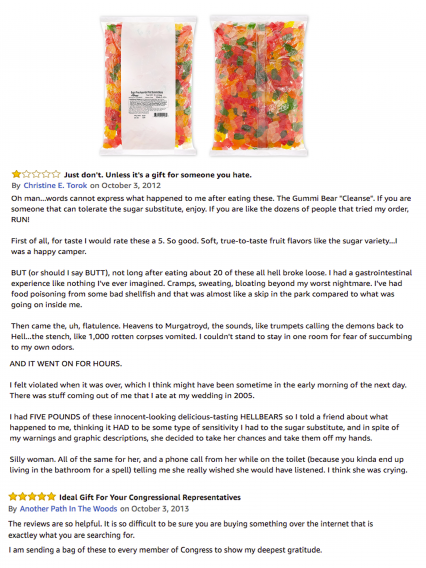 Just don't. Unless it's a gift for someone you hate.
By Christine E. Torok on October 3, 2012
Oh man...words cannot express what happened to me after eating these. The Gummi Bear "Cleanse". If you are
someone that can tolerate the sugar substitute, enjoy. If you are like the dozens of people that tried my order,
RUN!
First of all, for taste I would rate these a 5. So good. Soft, true-to-taste fruit flavors like the sugar variety...I
was a happy camper.
BUT (or should I say BUTT), not long after eating about 20 of these all hell broke loose. I had a gastrointestinal
experience like nothing I've ever imagined. Cramps, sweating, bloating beyond my worst nightmare. I've had
food poisoning from some bad shellfish and that was almost like a skip in the park compared to what was
going on inside me.
Then came the, uh, flatulence. Heavens to Murgatroyd, the sounds, like trumpets calling the demons back to
Hell...the stench, like 1,000 rotten corpses vomited. I couldn't stand to stay in one room for fear of succumbing
to my own odors.
AND IT WENT ON FOR HOURS.
I felt violated when it was over, which I think might have been sometime in the early morning of the next day.
There was stuff coming out of me that I ate at my wedding in 2005.
I had FIVE POUNDS of these innocent-looking delicious-tasting HELLBEARS so I told a friend about what
happened to me, thinking it HAD to be some type of sensitivity I had to the sugar substitute, and in spite of
my warnings and graphic descriptions, she decided to take her chances and take them off my hands.
Silly woman. All of the same for her, and a phone call from her while on the toilet (because you kinda end up
living in the bathroom for a spell) telling me she really wished she would have listened. I think she was crying.
Ideal Gift For Your Congressional Representatives
By Another Path In The Woods on October 3, 2013
The reviews are so helpful. It is so difficult to be sure you are buying something over the internet that is
exactley what you are searching for.
I am sending a bag of these to every member of Congress to show my deepest gratitude.